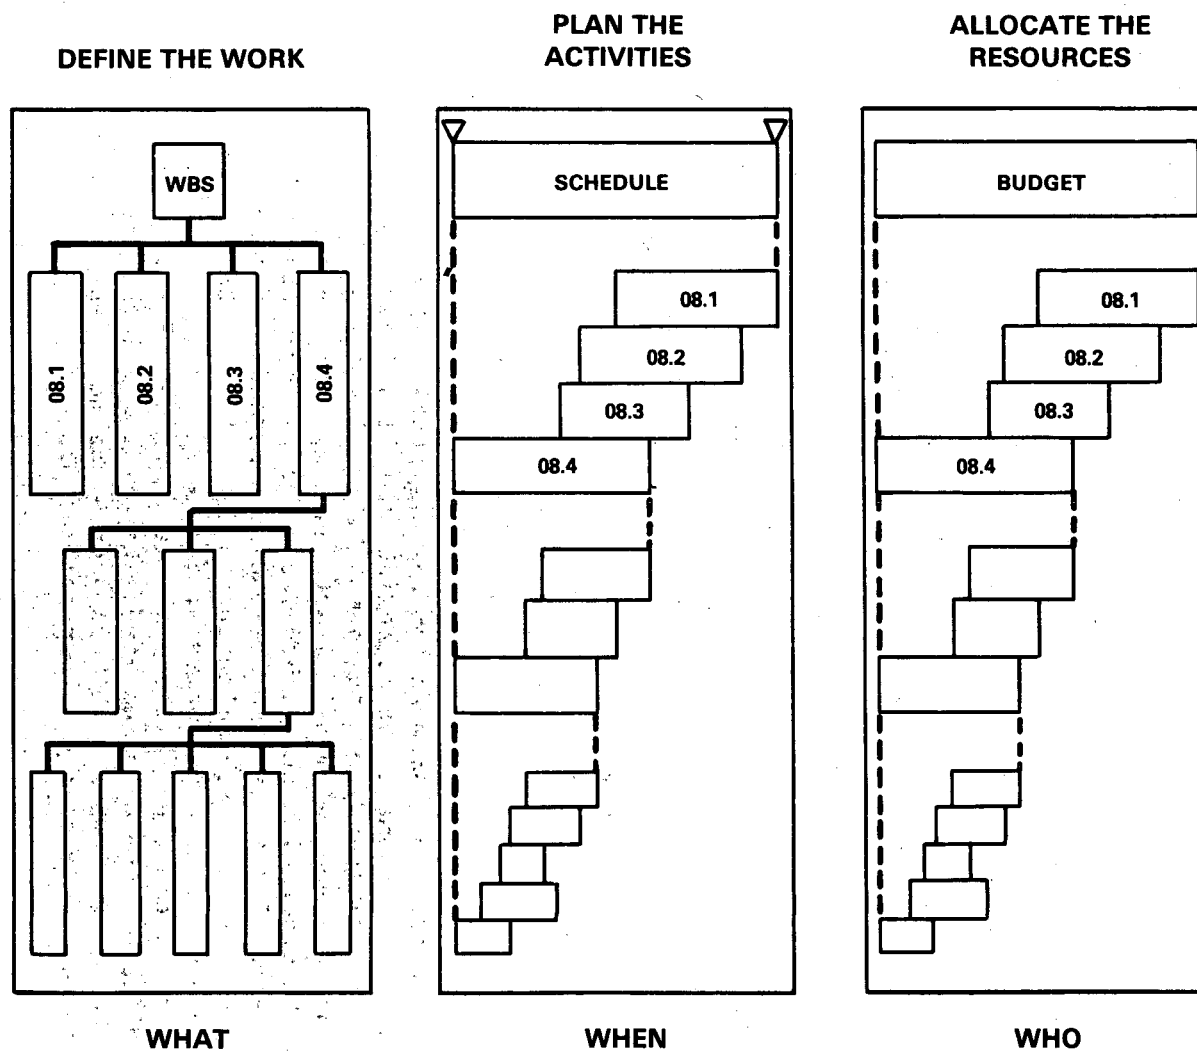 DEFINE THE WORK
WBS
08.1
08.2
08.3
08.4
WHAT
PLAN THE
ACTIVITIES
SCHEDULE
08.1
08.2
08.3
08.4
WHEN
ALLOCATE THE
RESOURCES
BUDGET
08.1
08.2
08.3
08.4
WHO